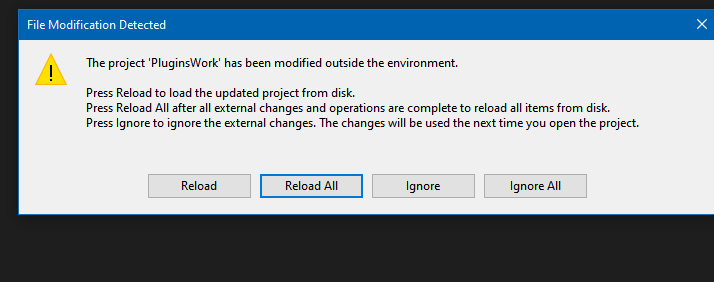 File Modification Detected
The project 'PluginsWork' has been modified outside the environment.
Press Reload to load the updated project from disk.
Press Reload All after all external changes and operations are complete to reload all items from disk.
Press Ignore to ignore the external changes. The changes will be used the next time you open the project.
Reload
Reload All
Ignore
Ignore All